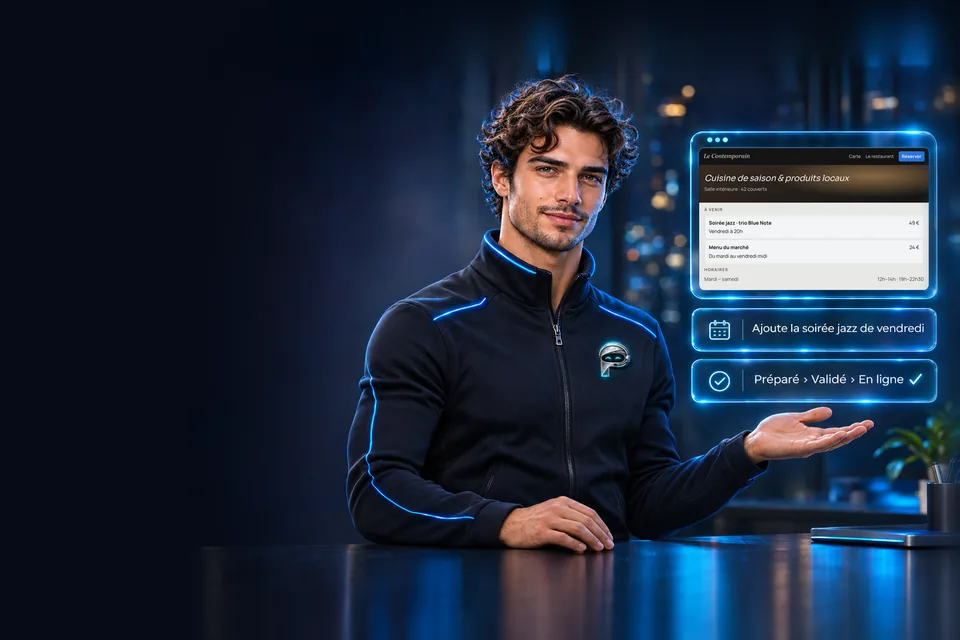 Le Contemporain
Carte Le restaurant Réserver
Cuisine de saison & produits locaux
Salle intérieure · 42 couverts
À VENIR
Soirée jazz · trio Blue Note 49 €
Vendredi à 20h
Menu du marché 24 €
Du mardi au vendredi midi
HORAIRES
Mardi – samedi 12h–14h · 19h–22h30
Ajoute la soirée jazz de vendredi
Préparé › Validé › En ligne ✓